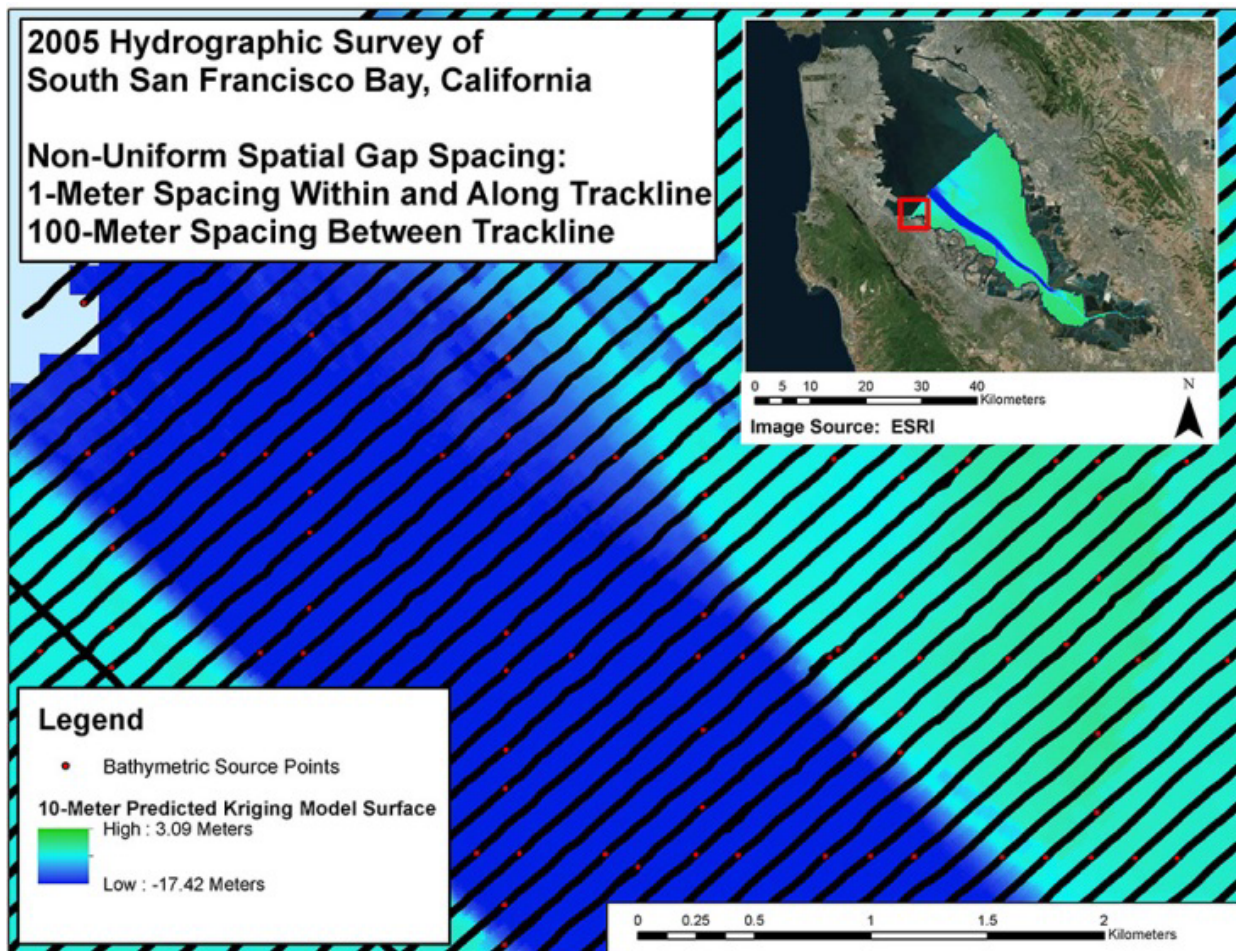 2005 Hydrographic Survey of
South San Francisco Bay, California
Non-Uniform Spatial Gap Spacing:
1-Meter Spacing Within and Along Trackline
100-Meter Spacing Between Trackline
0 5 10 20 30 40
Kilometers
N
Image Source: ESRI
Legend
Bathymetric Source Points
10-Meter Predicted Kriging Model Surface
High : 3.09 Meters
Low : -17.42 Meters
0 0.25 0.5 1 1.5 2
Kilometers